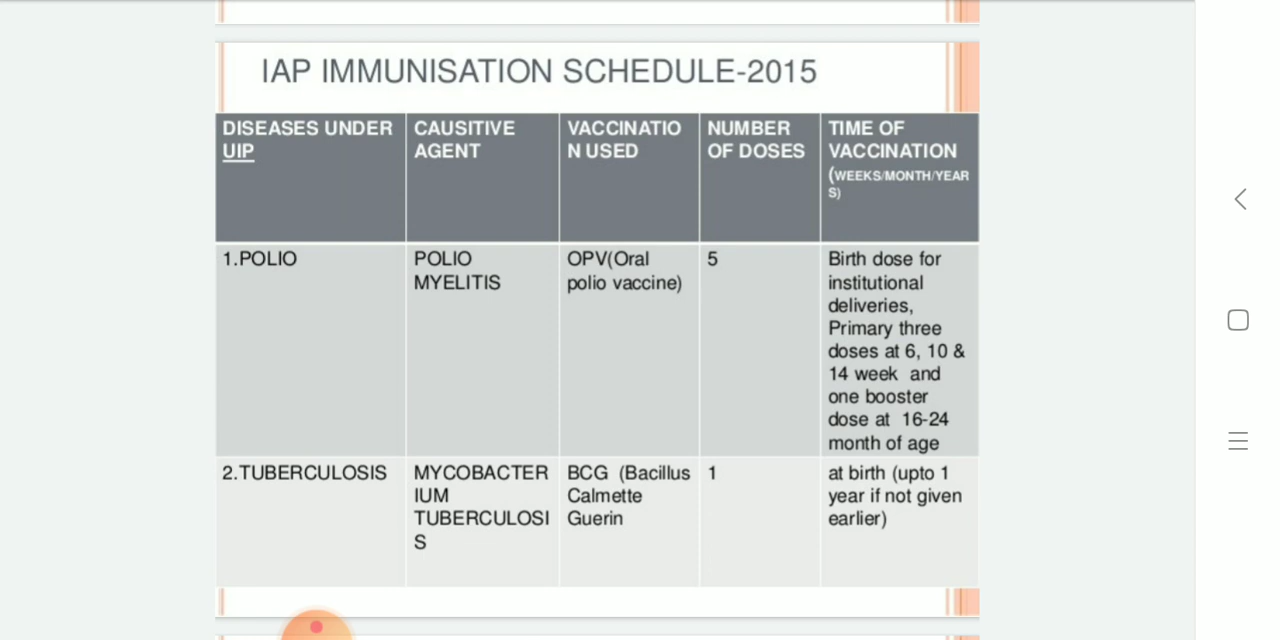 IAP IMMUNISATION SCHEDULE-2015
DISEASES UNDER
UIP
CAUSITIVE
AGENT
VACCINATIO
N USED
NUMBER
OF DOSES
TIME OF
VACCINATION
(WEEKS/MONTH/YEAR
S)
1.POLIO
POLIO
MYELITIS
OPV(Oral
polio vaccine)
5
Birth dose for
institutional
deliveries,
Primary three
doses at 6, 10 &
14 week and
one booster
dose at 16-24
month of age
2.TUBERCULOSIS
MYCOBACTER
IUM
TUBERCULOSI
S
BCG (Bacillus
Calmette
Guerin
1
at birth (upto 1
year if not given
earlier)